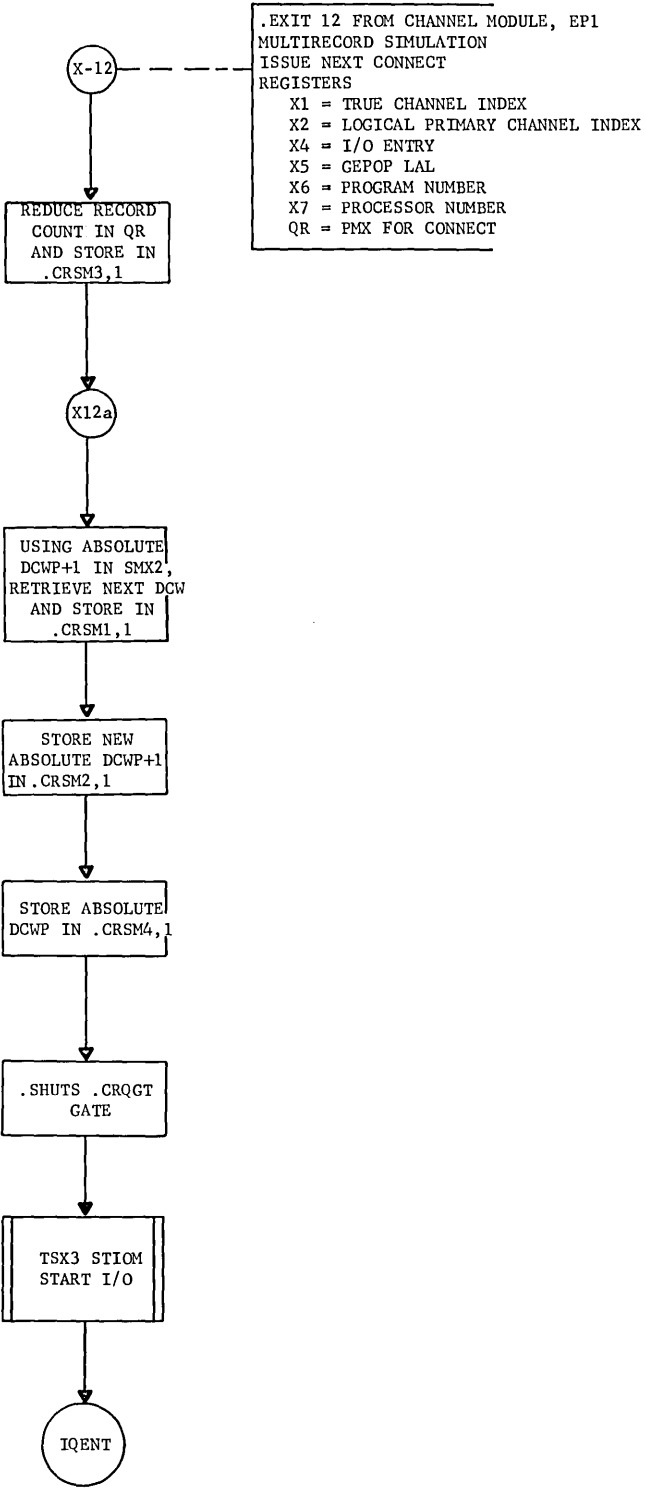 X-12
.EXIT 12 FROM CHANNEL MODULE, EP1
MULTIRECORD SIMULATION
ISSUE NEXT CONNECT
REGISTERS
X1 = TRUE CHANNEL INDEX
X2 = LOGICAL PRIMARY CHANNEL INDEX
X4 = I/O ENTRY
X5 = GEPOP LAL
X6 = PROGRAM NUMBER
X7 = PROCESSOR NUMBER
QR = PMX FOR CONNECT
REDUCE RECORD
COUNT IN QR
AND STORE IN
.CRSM3,1
X12a
USING ABSOLUTE
DCWP+1 IN SMX2,
RETRIEVE NEXT DCW
AND STORE IN
.CRSM1,1
STORE NEW
ABSOLUTE DCWP+1
IN .CRSM2,1
STORE ABSOLUTE
DCWP IN .CRSM4,1
.SHUTS .CRQGT
GATE
TSX3 STIOM
START I/O
IQENT